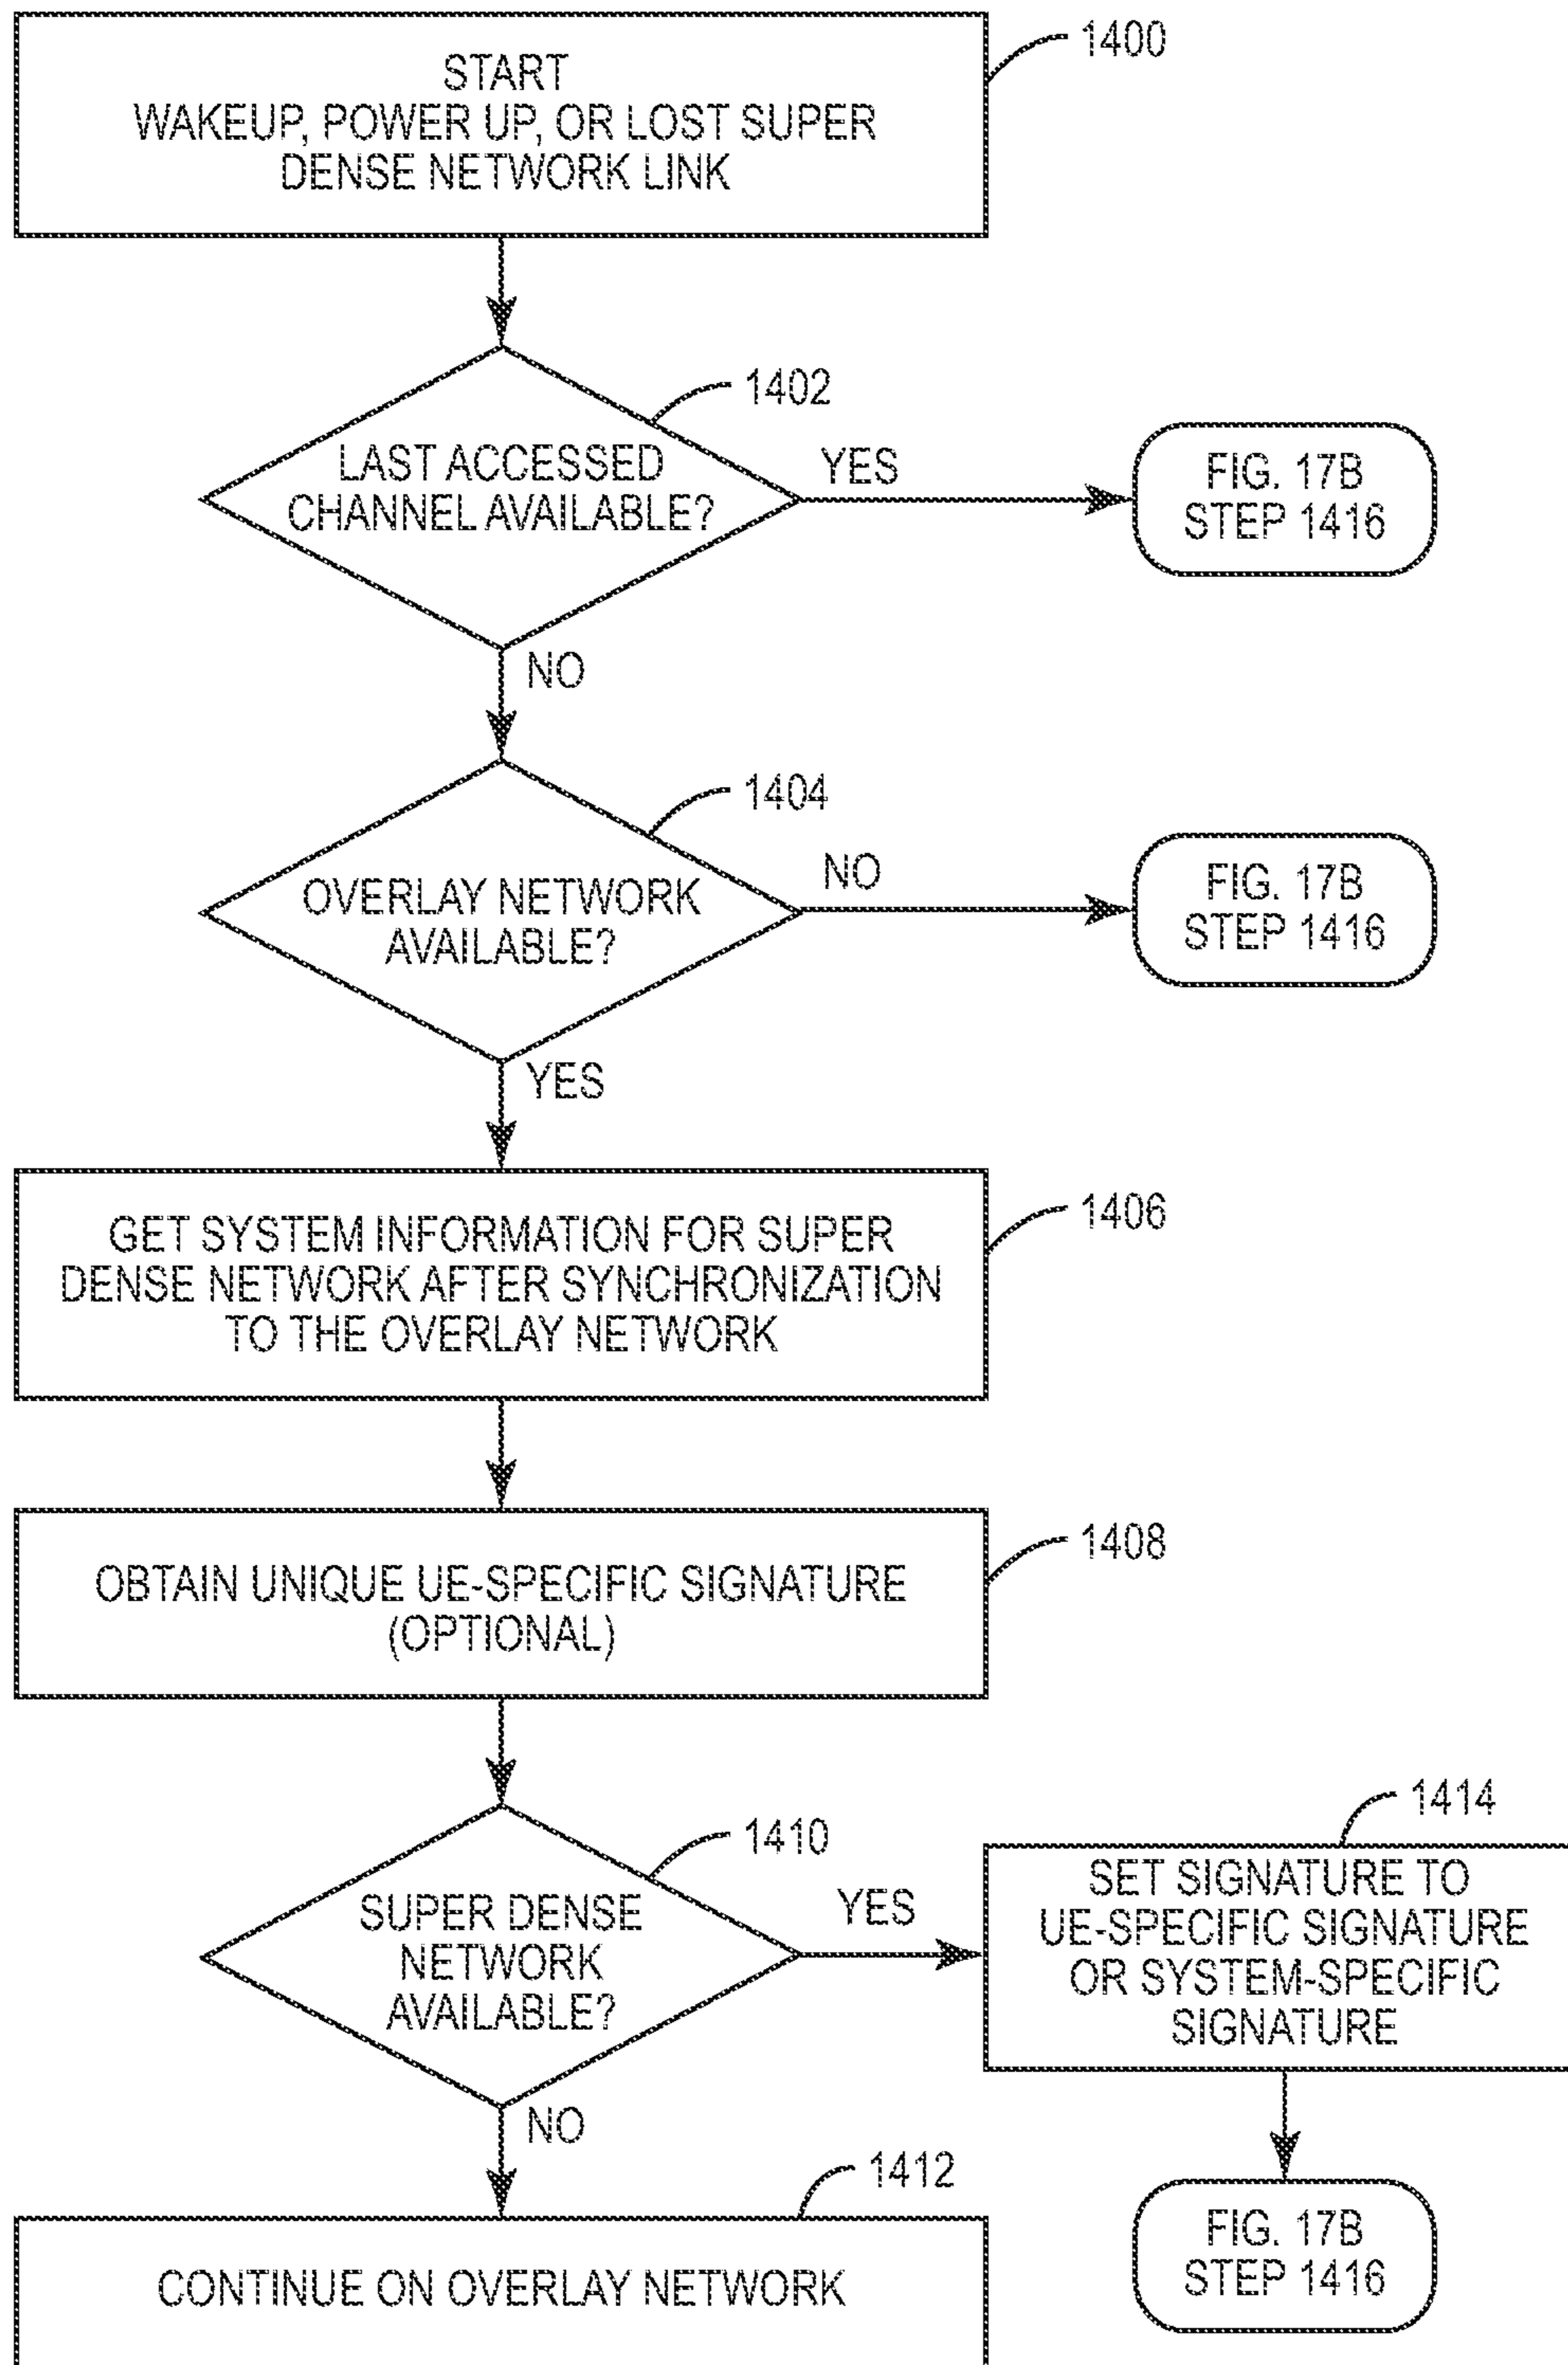 1400
START
WAKEUP, POWER UP, OR LOST SUPER
DENSE NETWORK LINK
1402
LAST ACCESSED
CHANNEL AVAILABLE?
YES
FIG. 17B
STEP 1416
NO
1404
OVERLAY NETWORK
AVAILABLE?
NO
FIG. 17B
STEP 1416
YES
1406
GET SYSTEM INFORMATION FOR SUPER
DENSE NETWORK AFTER SYNCHRONIZATION
TO THE OVERLAY NETWORK
1408
OBTAIN UNIQUE UE-SPECIFIC SIGNATURE
(OPTIONAL)
1410
SUPER DENSE
NETWORK
AVAILABLE?
YES
1414
SET SIGNATURE TO
UE-SPECIFIC SIGNATURE
OR SYSTEM-SPECIFIC
SIGNATURE
NO
1412
CONTINUE ON OVERLAY NETWORK
FIG. 17B
STEP 1416